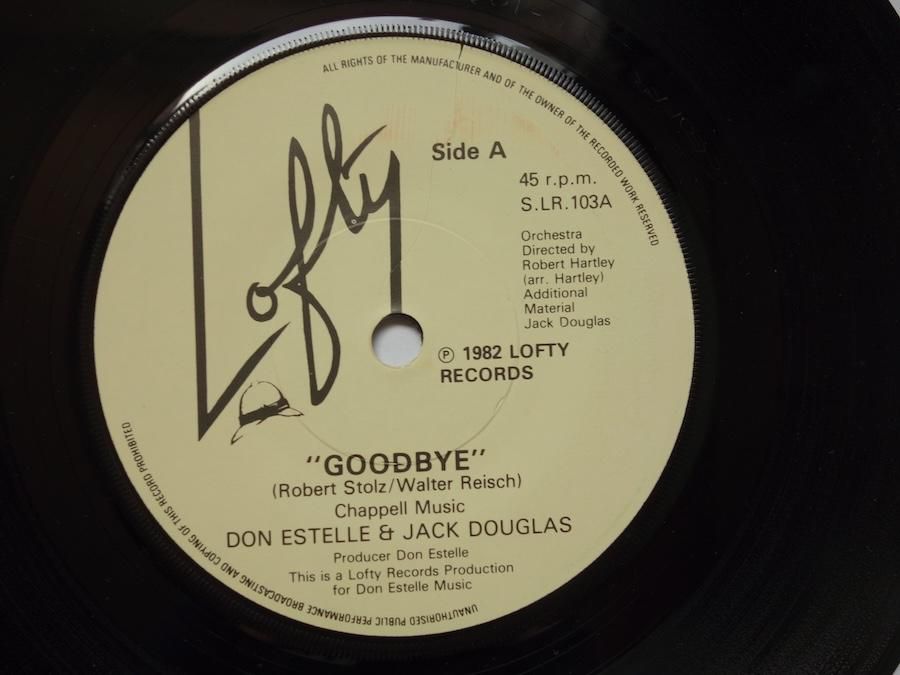 ALL RIGHTS OF THE MANUFACTURER AND OF THE OWNER OF THE RECORDED WORK RESERVED
Lofty
Side A
45 r.p.m.
S.LR.103A
Orchestra
Directed by
Robert Hartley
(arr. Hartley)
Additional
Material
Jack Douglas
℗ 1982 LOFTY
RECORDS
"GOODBYE"
(Robert Stolz/Walter Reisch)
Chappell Music
DON ESTELLE & JACK DOUGLAS
Producer Don Estelle
This is a Lofty Records Production
for Don Estelle Music
UNAUTHORISED PUBLIC PERFORMANCE BROADCASTING AND COPYING OF THIS RECORD PROHIBITED